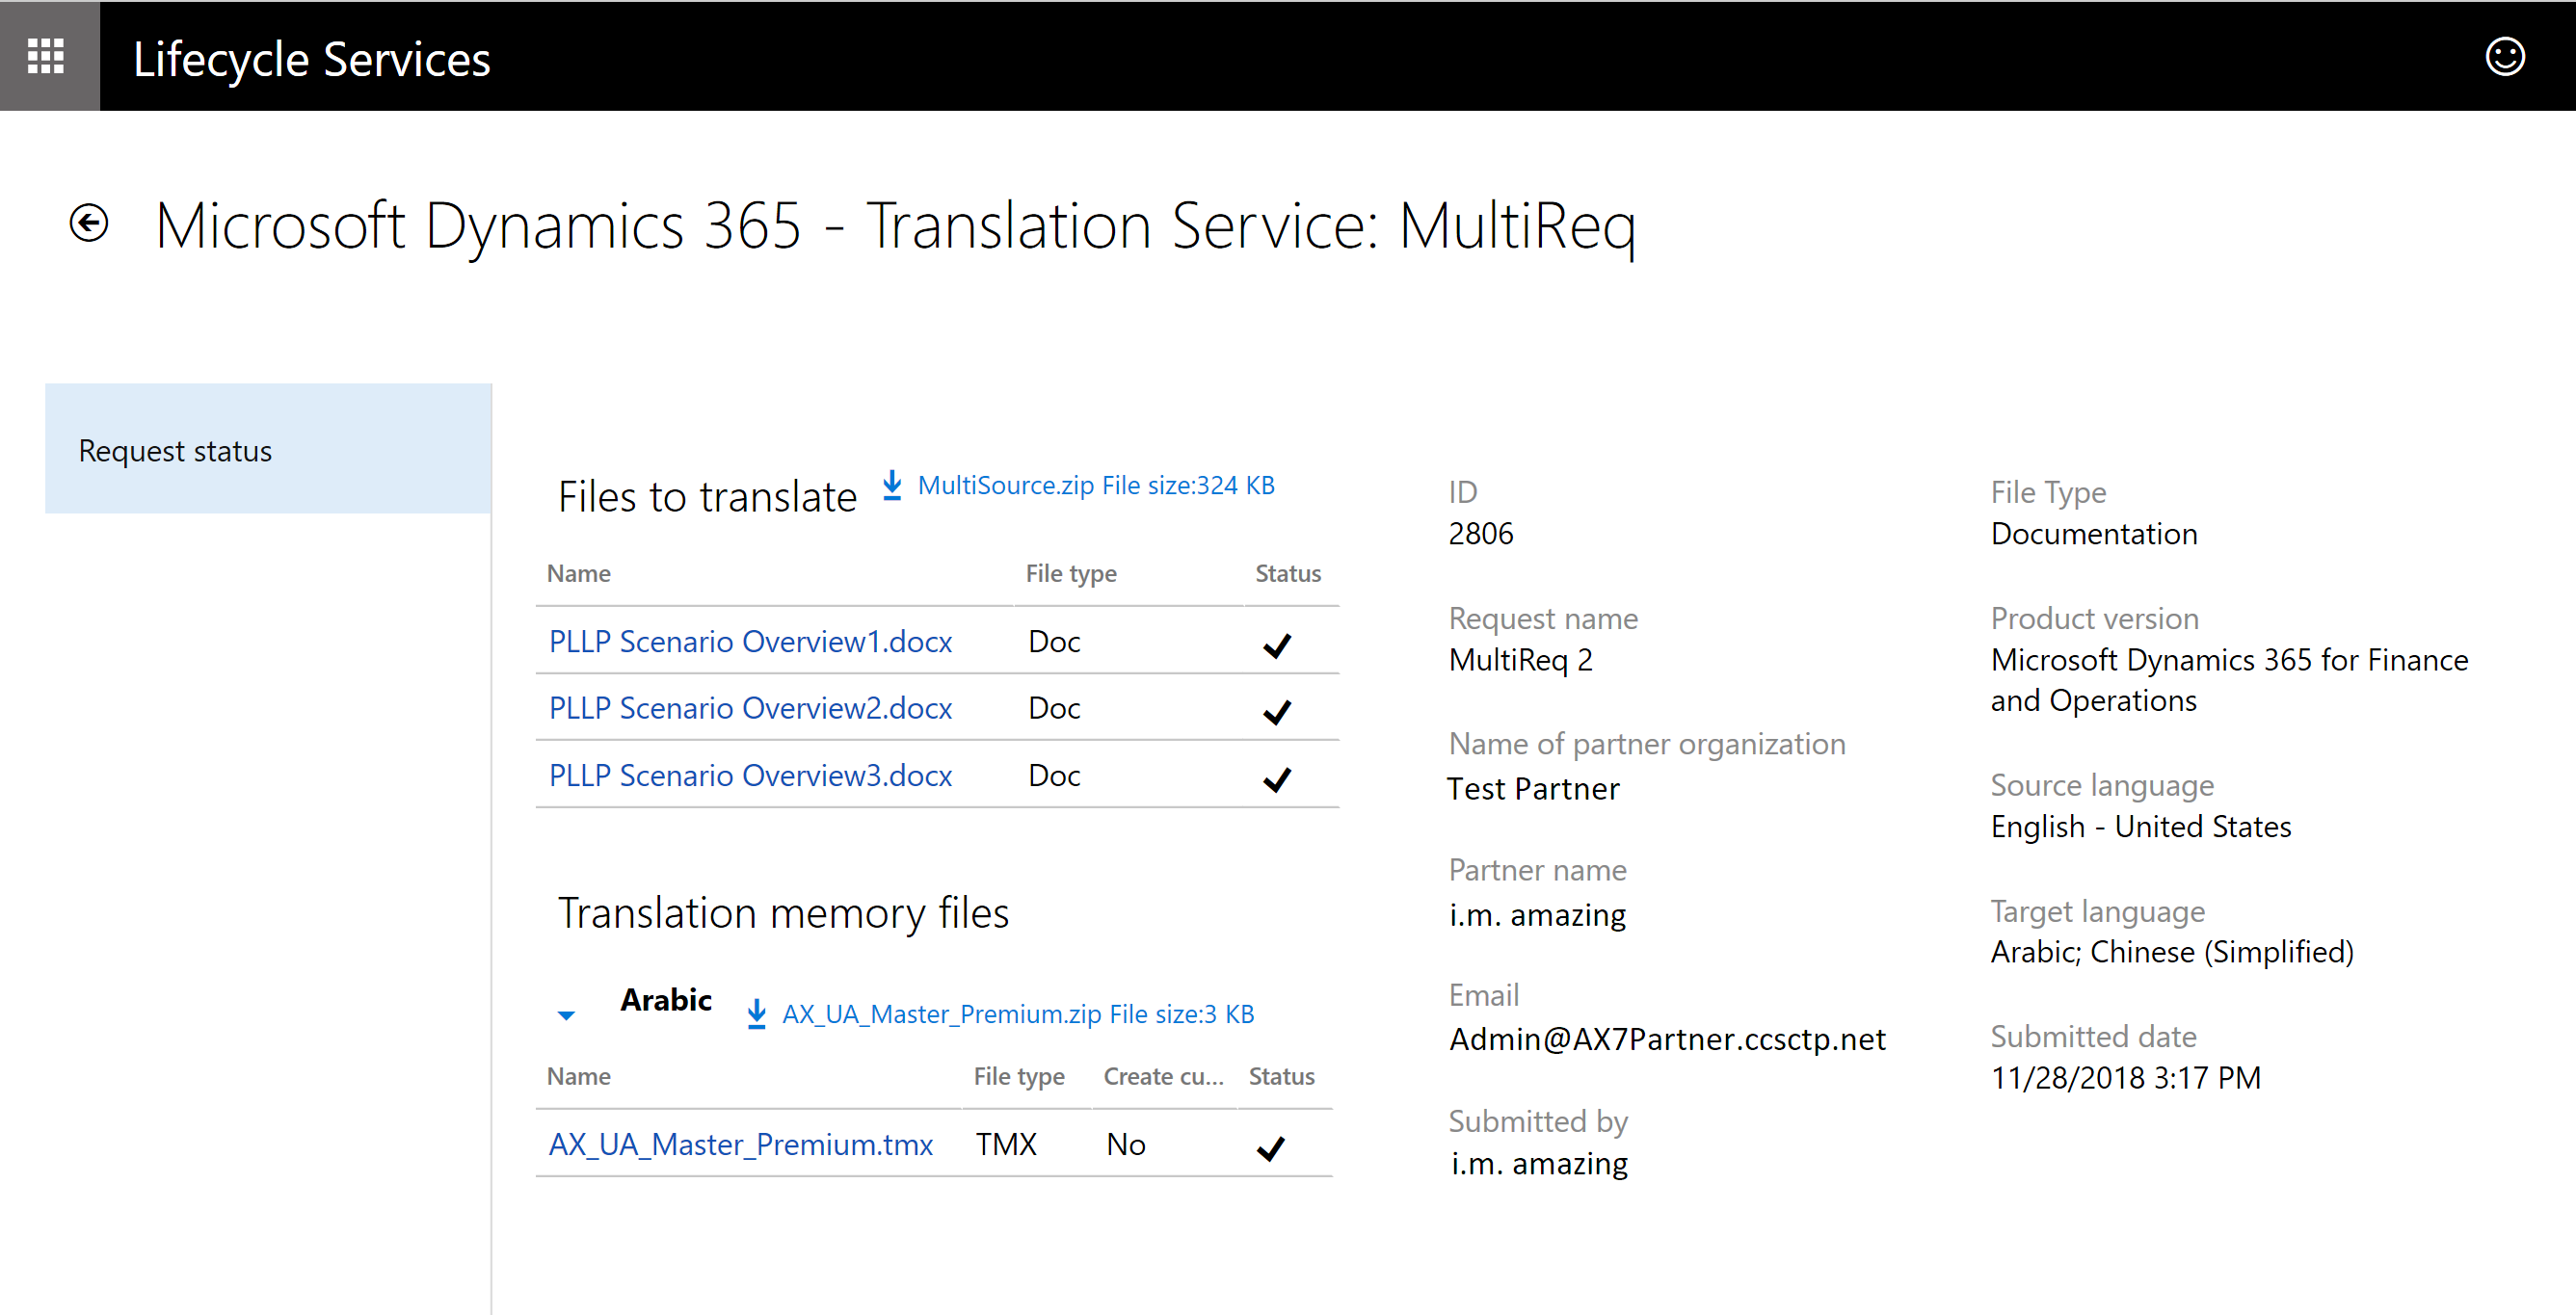 Lifecycle Services
Microsoft Dynamics 365 - Translation Service: MultiReq
Request status
Files to translate MultiSource.zip File size:324 KB
Name File type Status
PLLP Scenario Overview1.docx Doc
PLLP Scenario Overview2.docx Doc
PLLP Scenario Overview3.docx Doc
Translation memory files
Arabic AX_UA_Master_Premium.zip File size:3 KB
Name File type Create cu... Status
AX_UA_Master_Premium.tmx TMX No
ID
2806
Request name
MultiReq 2
Name of partner organization
Test Partner
Partner name
i.m. amazing
Email
Admin@AX7Partner.ccsctp.net
Submitted by
i.m. amazing
File Type
Documentation
Product version
Microsoft Dynamics 365 for Finance
and Operations
Source language
English - United States
Target language
Arabic; Chinese (Simplified)
Submitted date
11/28/2018 3:17 PM